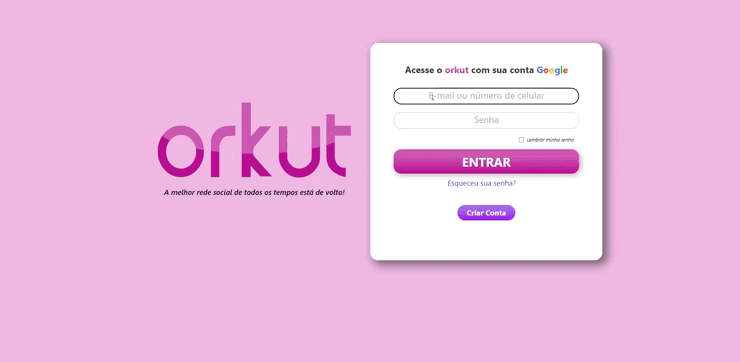 orkut
A melhor rede social de todos os tempos está de volta!
Acesse o orkut com sua conta Google
E-mail ou número de celular
Senha
Lembrar minha senha
ENTRAR
Esqueceu sua senha?
Criar Conta